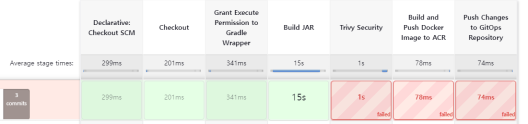 Declarative: Checkout SCM
Checkout
Grant Execute Permission to Gradle Wrapper
Build JAR
Trivy Security
Build and Push Docker Image to ACR
Push Changes to GitOps Repository
Average stage times:
299ms
201ms
341ms
15s
1s
78ms
74ms
3
commits
299ms
201ms
341ms
15s
1s
failed
78ms
failed
74ms
failed